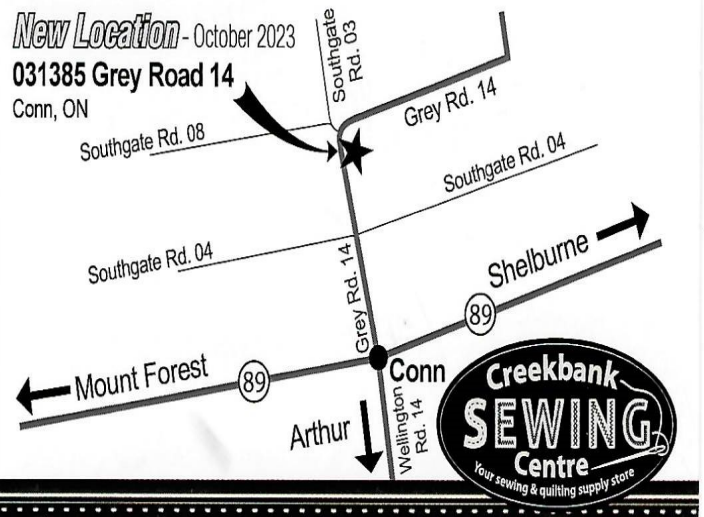 New Location - October 2023
031385 Grey Road 14
Conn, ON
Southgate
Rd. 03
Grey Rd. 14
Southgate Rd. 08
Southgate Rd. 04
Southgate Rd. 04
Grey Rd. 14
Shelburne
89
Mount Forest
89
Conn
Arthur
Wellington
Rd. 14
Creekbank
SEWING
Centre
Your sewing & quilting supply store